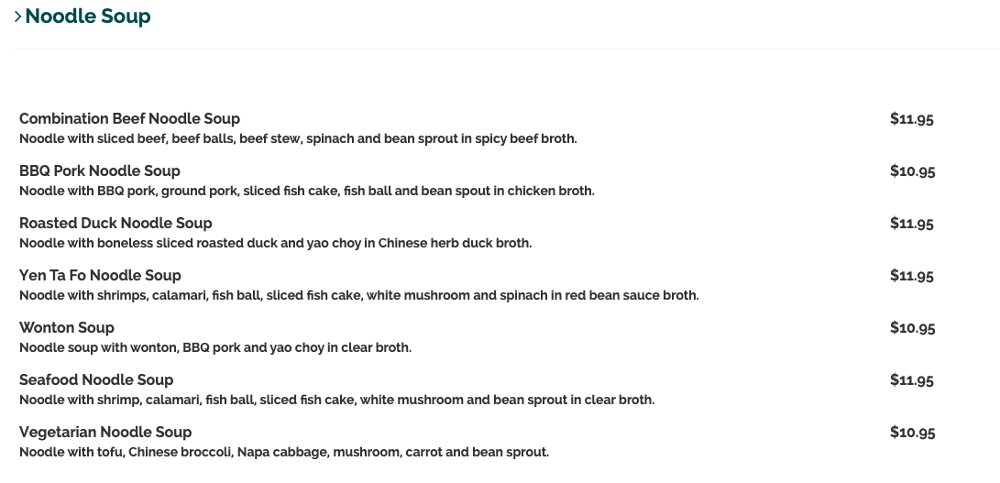 Noodle Soup
Combination Beef Noodle Soup $11.95
Noodle with sliced beef, beef balls, beef stew, spinach and bean sprout in spicy beef broth.
BBQ Pork Noodle Soup $10.95
Noodle with BBQ pork, ground pork, sliced fish cake, fish ball and bean spout in chicken broth.
Roasted Duck Noodle Soup $11.95
Noodle with boneless sliced roasted duck and yao choy in Chinese herb duck broth.
Yen Ta Fo Noodle Soup $11.95
Noodle with shrimps, calamari, fish ball, sliced fish cake, white mushroom and spinach in red bean sauce broth.
Wonton Soup $10.95
Noodle soup with wonton, BBQ pork and yao choy in clear broth.
Seafood Noodle Soup $11.95
Noodle with shrimp, calamari, fish ball, sliced fish cake, white mushroom and bean sprout in clear broth.
Vegetarian Noodle Soup $10.95
Noodle with tofu, Chinese broccoli, Napa cabbage, mushroom, carrot and bean sprout.